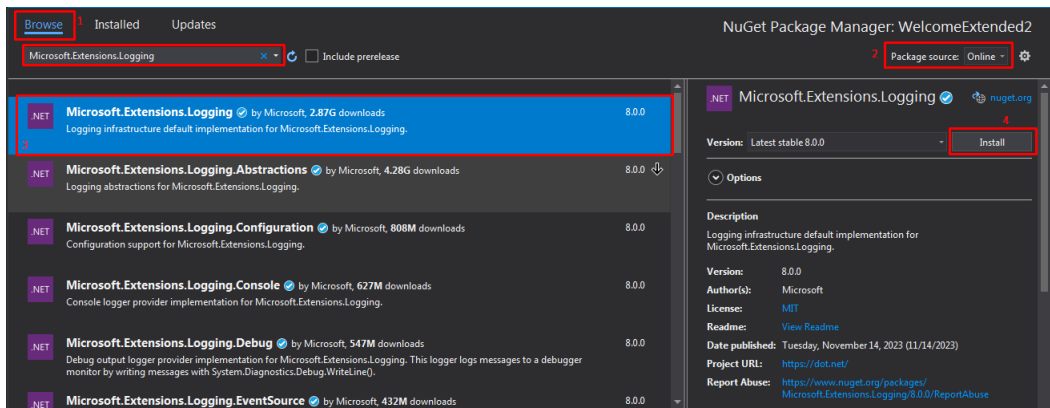 Browse 1 Installed Updates
NuGet Package Manager: WelcomeExtended2
Microsoft.Extensions.Logging
Include prerelease
2 Package source: Online
.NET
Microsoft.Extensions.Logging by Microsoft, 2.87G downloads
8.0.0
Logging infrastructure default implementation for Microsoft.Extensions.Logging.
3
.NET
Microsoft.Extensions.Logging.Abstractions by Microsoft, 4.28G downloads
8.0.0
Logging abstractions for Microsoft.Extensions.Logging.
.NET
Microsoft.Extensions.Logging.Configuration by Microsoft, 808M downloads
8.0.0
Configuration support for Microsoft.Extensions.Logging.
.NET
Microsoft.Extensions.Logging.Console by Microsoft, 627M downloads
8.0.0
Console logger provider implementation for Microsoft.Extensions.Logging.
.NET
Microsoft.Extensions.Logging.Debug by Microsoft, 547M downloads
8.0.0
Debug output logger provider implementation for Microsoft.Extensions.Logging. This logger logs messages to a debugger
monitor by writing messages with System.Diagnostics.Debug.WriteLine().
.NET
Microsoft.Extensions.Logging.EventSource by Microsoft, 432M downloads
8.0.0
.NET
Microsoft.Extensions.Logging
nuget.org
4
Version: Latest stable 8.0.0
Install
Options
Description
Logging infrastructure default implementation for
Microsoft.Extensions.Logging.
Version: 8.0.0
Author(s): Microsoft
License: MIT
Readme: View Readme
Date published: Tuesday, November 14, 2023 (11/14/2023)
Project URL: https://dot.net/
Report Abuse: https://www.nuget.org/packages/
Microsoft.Extensions.Logging/8.0.0/ReportAbuse